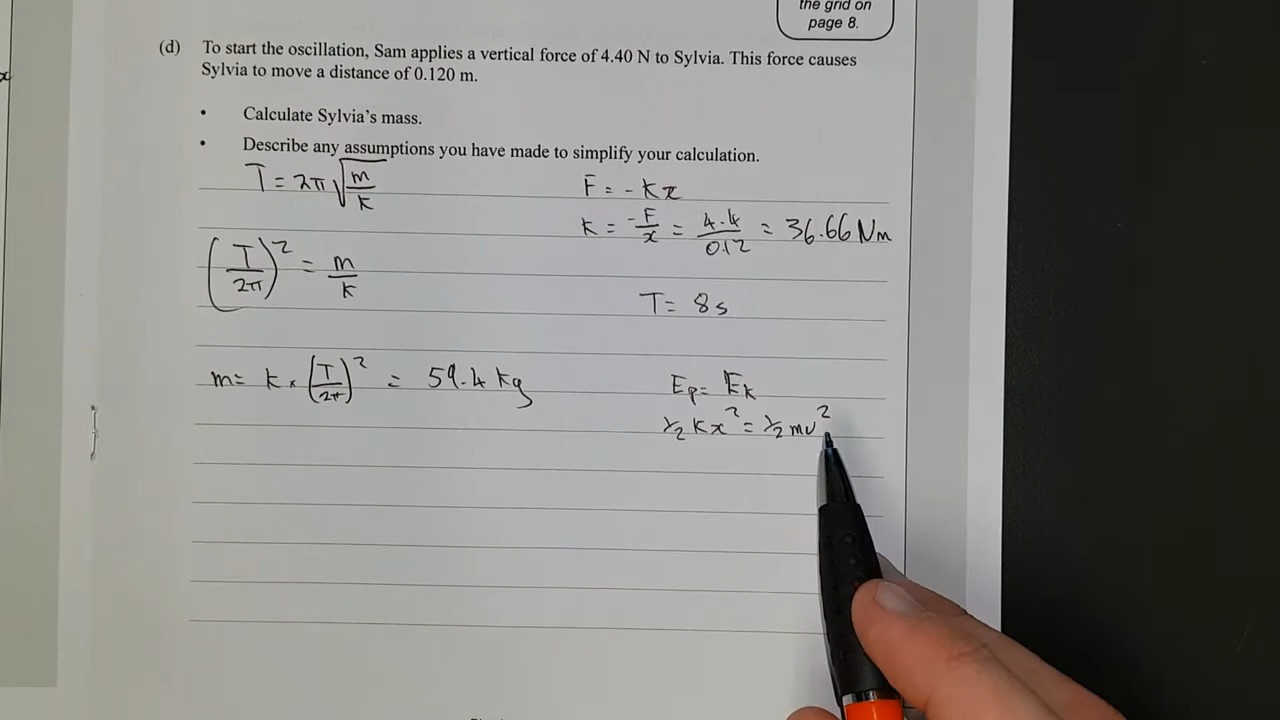 the grid on
page 8.
(d) To start the oscillation, Sam applies a vertical force of 4.40 N to Sylvia. This force causes
Sylvia to move a distance of 0.120 m.
• Calculate Sylvia's mass.
• Describe any assumptions you have made to simplify your calculation.
T = 2π√(m/k)
(T/2π)² = m/k
m = k × (T/2π)² = 59.4 kg
F = -kx
k = -F/x = 4.4/0.12 = 36.66 Nm
T = 8s
Ep = Ek
½kx² = ½mv²